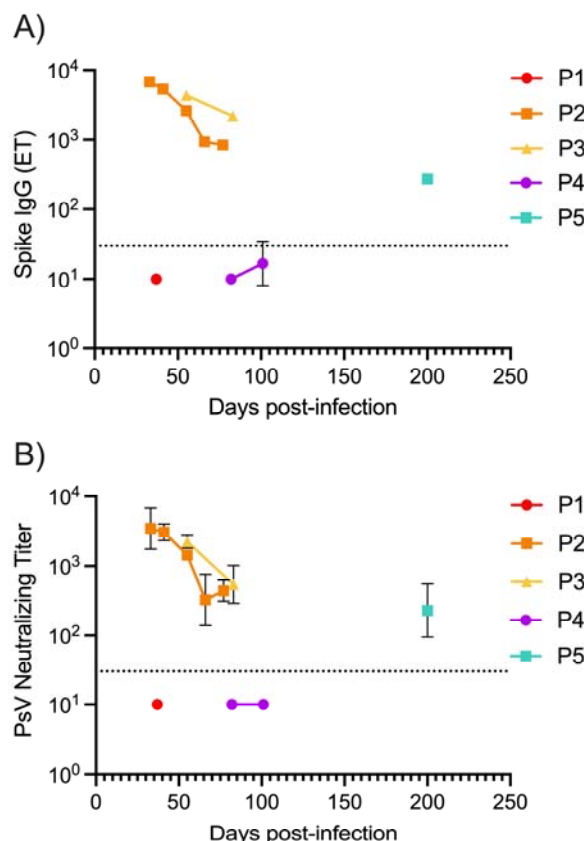 A)
Spike IgG (ET)
10⁴
10³
10²
10¹
10⁰
0 50 100 150 200 250
Days post-infection
P1
P2
P3
P4
P5
B)
PsV Neutralizing Titer
10⁴
10³
10²
10¹
10⁰
0 50 100 150 200 250
Days post-infection
P1
P2
P3
P4
P5